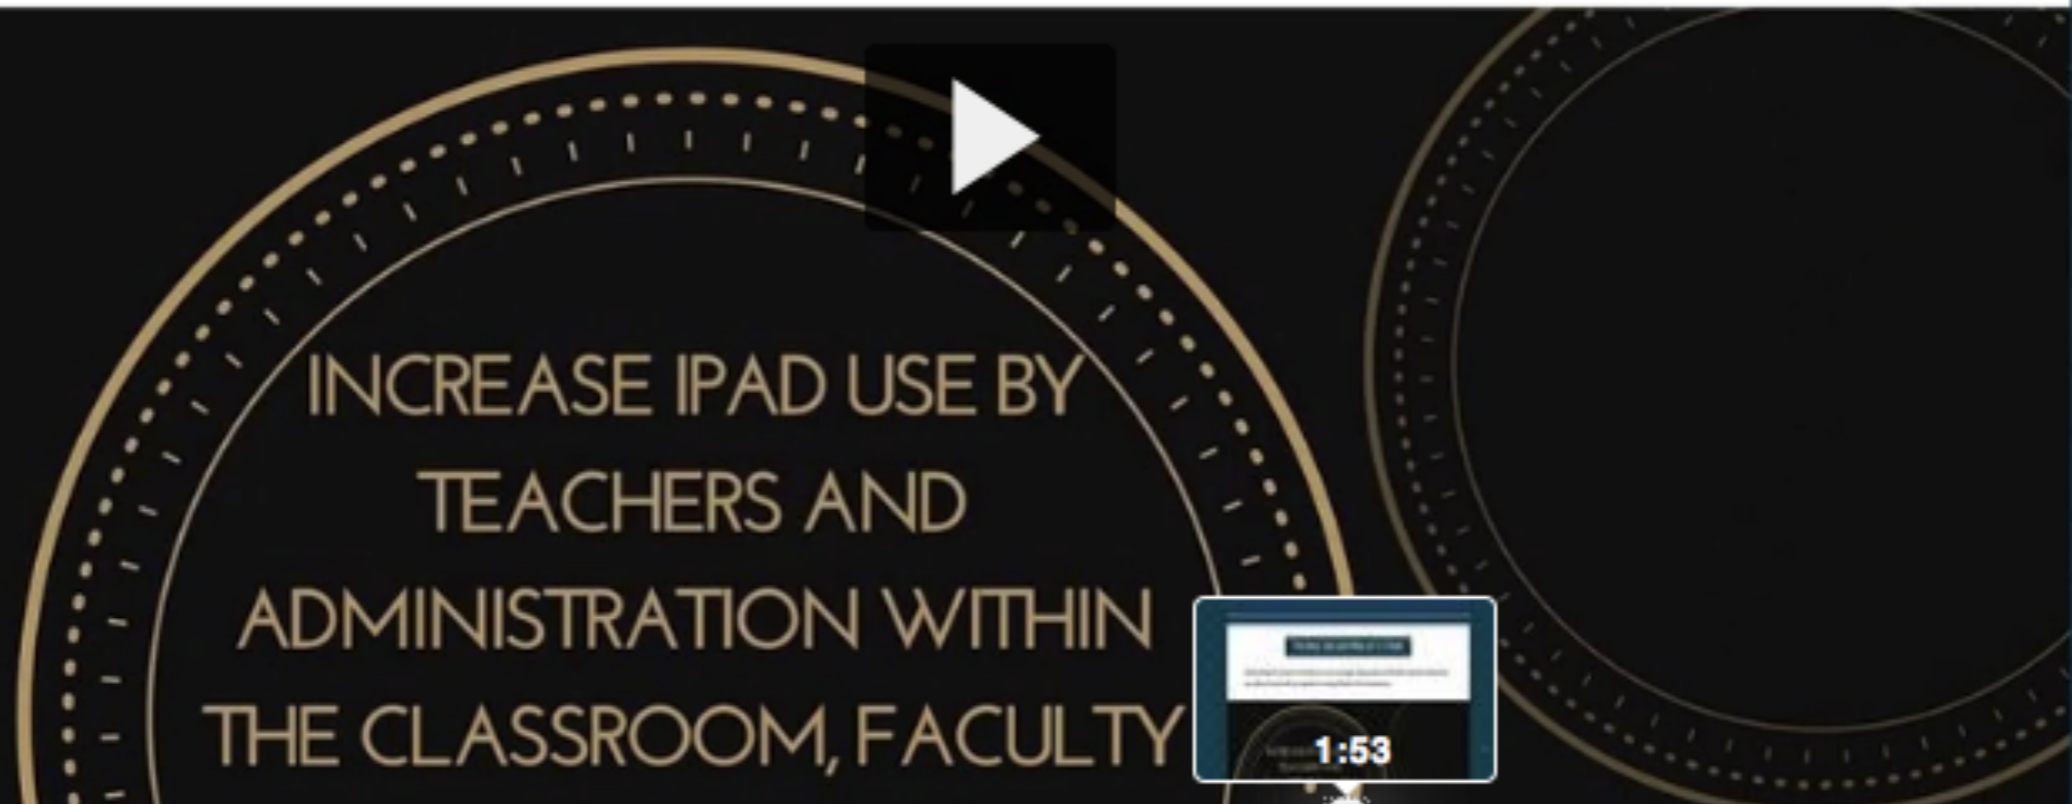 INCREASE IPAD USE BY
TEACHERS AND
ADMINISTRATION WITHIN
THE CLASSROOM, FACULTY
1:53